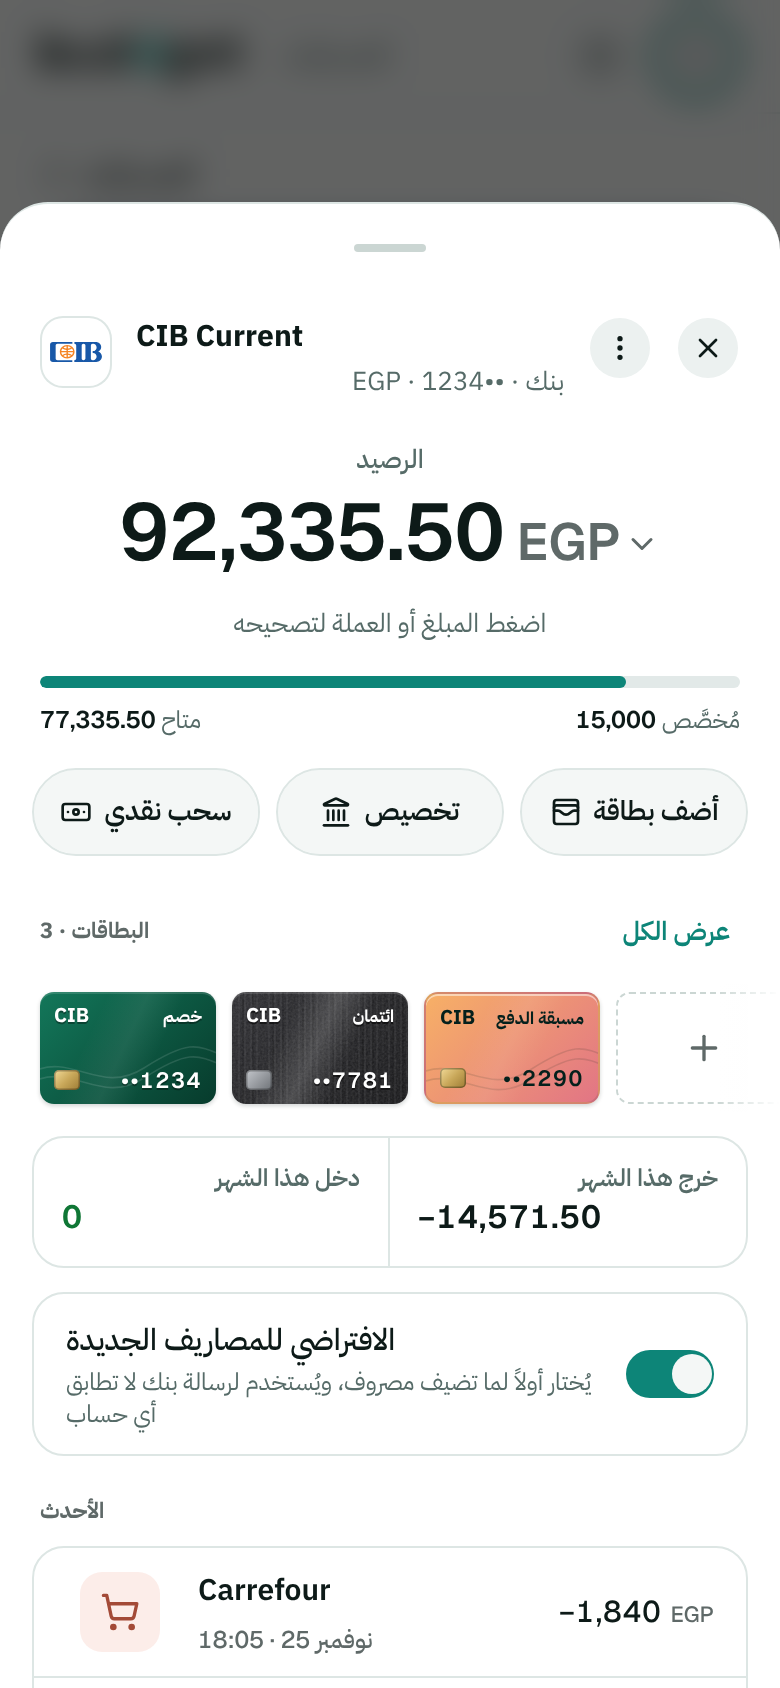 CIB
CIB Current
بنك · ••1234 · EGP
الرصيد
92,335.50 EGP
اضغط المبلغ أو العملة لتصحيحه
77,335.50 متاح
15,000 مُخصَّص
سحب نقدي
تخصيص
أضف بطاقة
البطاقات · 3
عرض الكل
CIB خصم
••1234
CIB ائتمان
••7781
CIB مسبقة الدفع
••2290
دخل هذا الشهر
0
خرج هذا الشهر
−14,571.50
الافتراضي للمصاريف الجديدة
يُختار أولاً لما تضيف مصروف، ويُستخدم لرسالة بنك لا تطابق
أي حساب
الأحدث
Carrefour
−1,840 EGP
18:05 · 25 نوفمبر